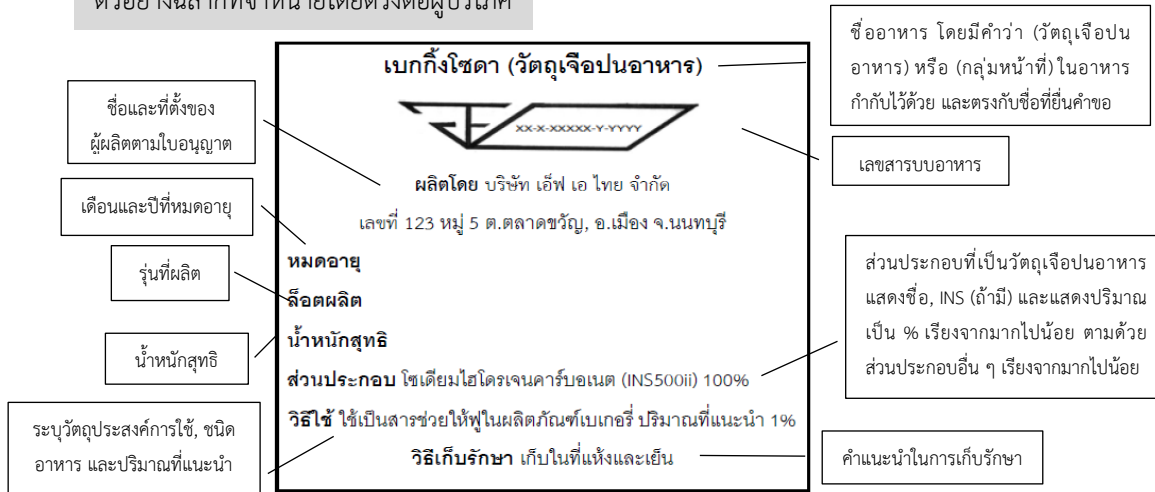 ตัวอย่างฉลากที่จำหน่ายโดยตรงต่อผู้บริโภค
เบกกิ้งโซดา (วัตถุเจือปนอาหาร)
XX-X-XXXXX-Y-YYYY
ผลิตโดย บริษัท เอ็ฟ เอ ไทย จำกัด
เลขที่ 123 หมู่ 5 ต.ตลาดขวัญ, อ.เมือง จ.นนทบุรี
หมดอายุ
ล็อตผลิต
น้ำหนักสุทธิ
ส่วนประกอบ โซเดียมไฮโดรเจนคาร์บอเนต (INS500ii) 100%
วิธีใช้ ใช้เป็นสารช่วยให้ฟูในผลิตภัณฑ์เบเกอรี่ ปริมาณที่แนะนำ 1%
วิธีเก็บรักษา เก็บในที่แห้งและเย็น
ชื่อและที่ตั้งของ
ผู้ผลิตตามใบอนุญาต
เดือนและปีที่หมดอายุ
รุ่นที่ผลิต
น้ำหนักสุทธิ
ระบุวัตถุประสงค์การใช้, ชนิด
อาหาร และปริมาณที่แนะนำ
ชื่ออาหาร โดยมีคำว่า (วัตถุเจือปน
อาหาร) หรือ (กลุ่มหน้าที่) ในอาหาร
กำกับไว้ด้วย และตรงกับชื่อที่ยื่นคำขอ
เลขสารบบอาหาร
ส่วนประกอบที่เป็นวัตถุเจือปนอาหาร
แสดงชื่อ, INS (ถ้ามี) และแสดงปริมาณ
เป็น % เรียงจากมากไปน้อย ตามด้วย
ส่วนประกอบอื่น ๆ เรียงจากมากไปน้อย
คำแนะนำในการเก็บรักษา